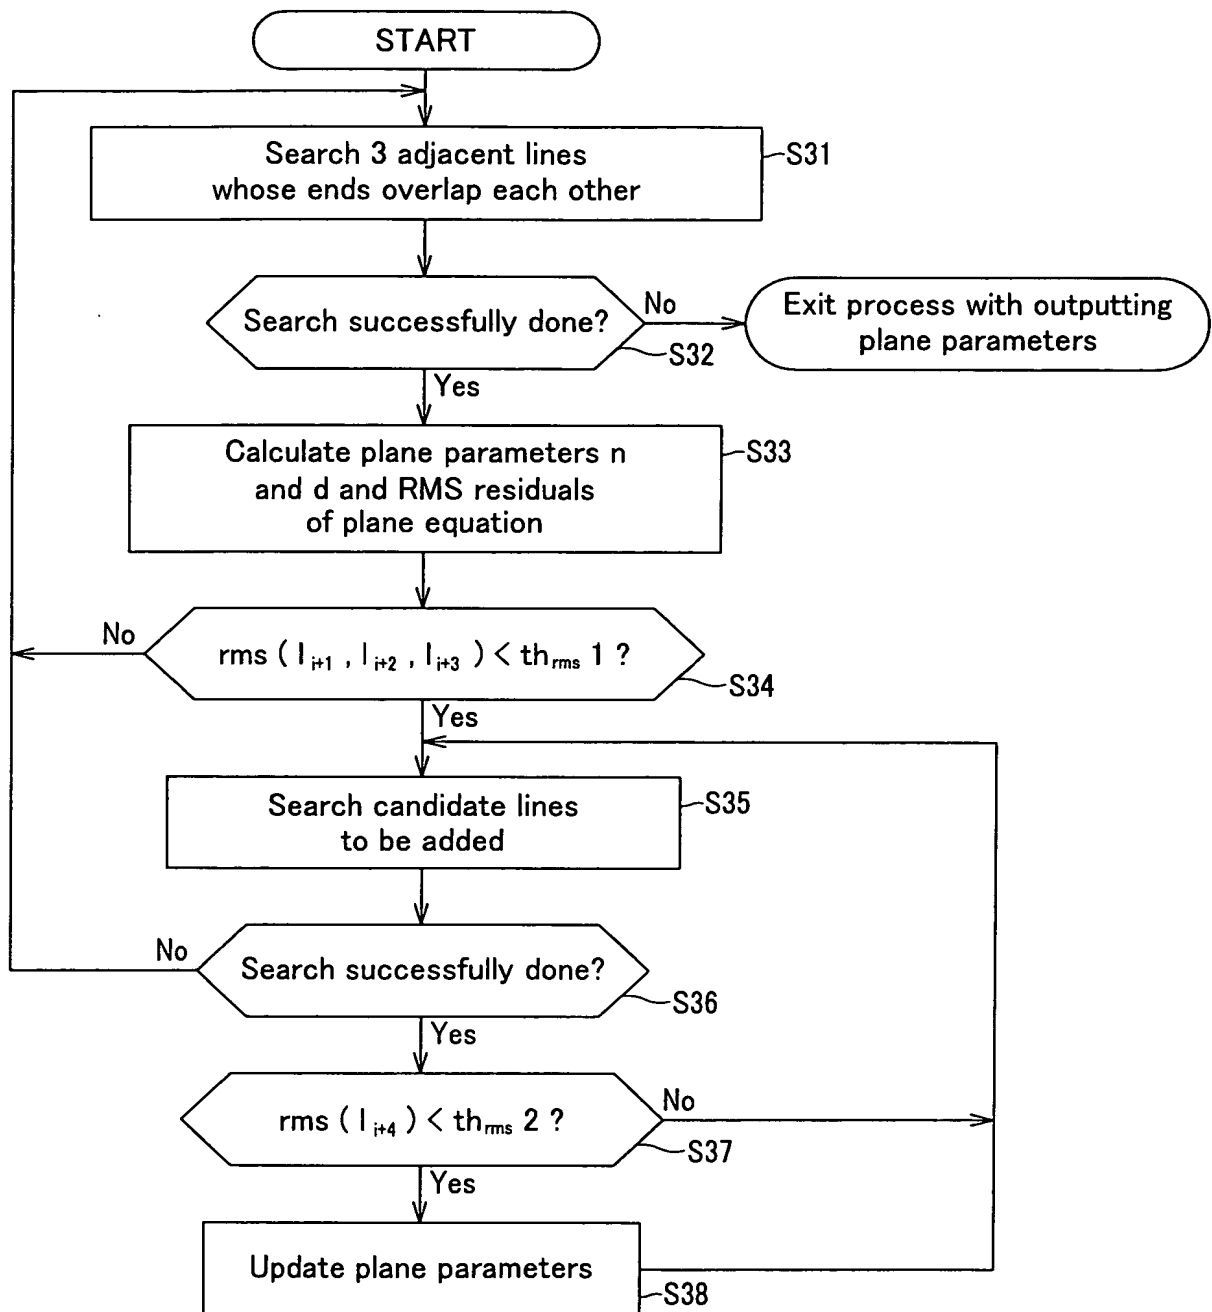 START
Search 3 adjacent lines
whose ends overlap each other
S31
Search successfully done?
No
S32
Yes
Exit process with outputting
plane parameters
Calculate plane parameters n
and d and RMS residuals
of plane equation
S33
No
rms ( l i+1 , l i+2 , l i+3 ) < th rms 1 ?
S34
Yes
Search candidate lines
to be added
S35
No
Search successfully done?
S36
Yes
rms ( l i+4 ) < th rms 2 ?
No
S37
Yes
Update plane parameters
S38